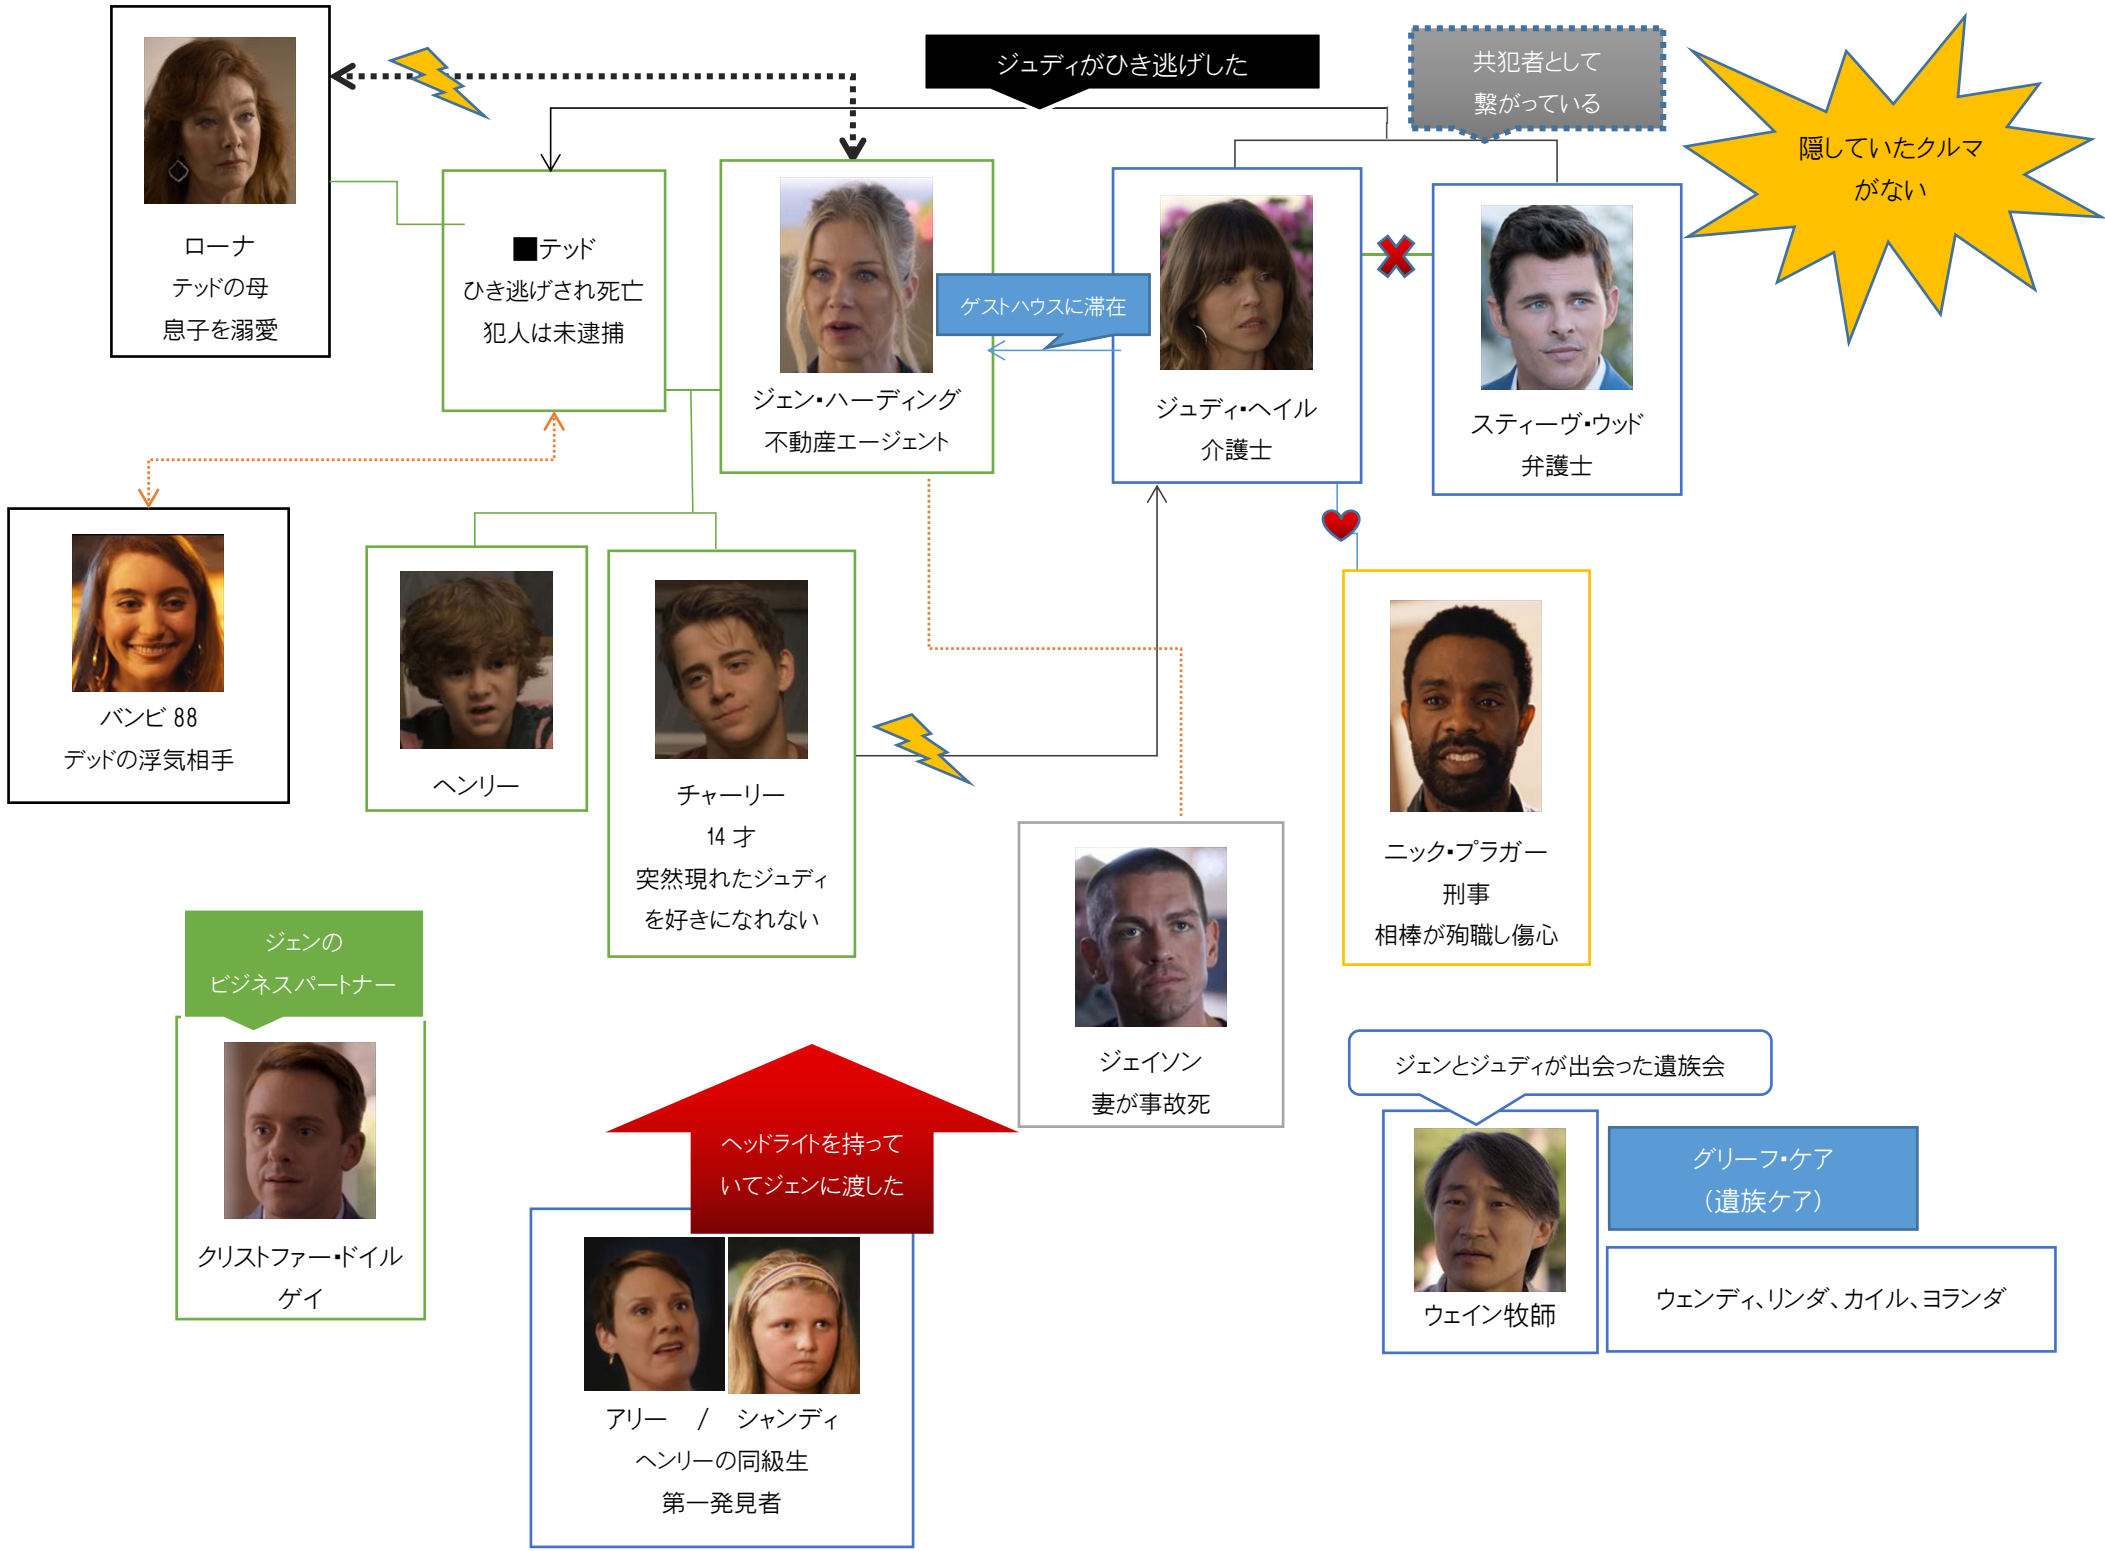 ジュディがひき逃げした
共犯者として
繋がっている
隠していたクルマ
がない
ローナ
テッドの母
息子を溺愛
■テッド
ひき逃げされ死亡
犯人は未逮捕
ジェン・ハーディング
不動産エージェント
ゲストハウスに滞在
ジュディ・ヘイル
介護士
スティーヴ・ウッド
弁護士
バンビ 88
デッドの浮気相手
ヘンリー
チャーリー
14 才
突然現れたジュディ
を好きになれない
ニック・プラガー
刑事
相棒が殉職し傷心
ジェンの
ビジネスパートナー
クリストファー・ドイル
ゲイ
ジェイソン
妻が事故死
ヘッドライトを持って
いてジェンに渡した
アリー / シャンディ
ヘンリーの同級生
第一発見者
ジェンとジュディが出会った遺族会
ウェイン牧師
グリーフ・ケア
（遺族ケア）
ウェンディ、リンダ、カイル、ヨランダ